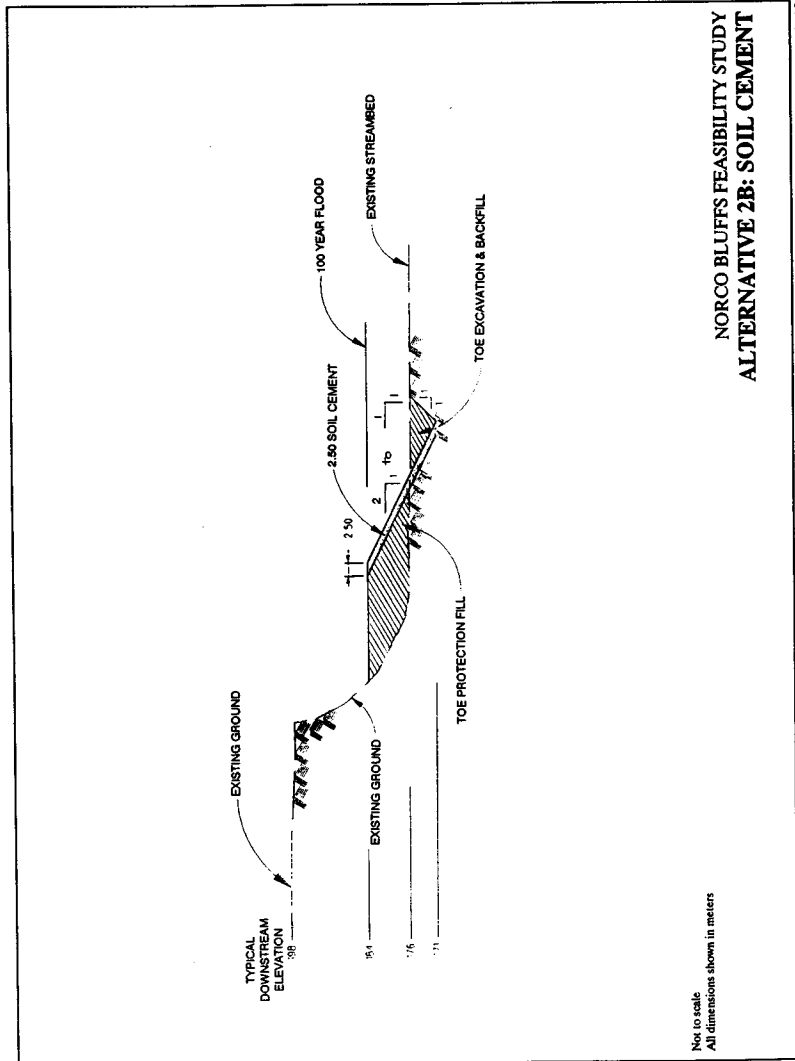 TYPICAL
DOWNSTREAM
ELEVATION
EXISTING GROUND
EXISTING GROUND
2.50
2.50 SOIL CEMENT
100 YEAR FLOOD
EXISTING STREAMBED
2
1
to
1
1
TOE PROTECTION FILL
TOE EXCAVATION & BACKFILL
Not to scale
All dimensions shown in meters
NORCO BLUFFS FEASIBILITY STUDY
ALTERNATIVE 2B: SOIL CEMENT